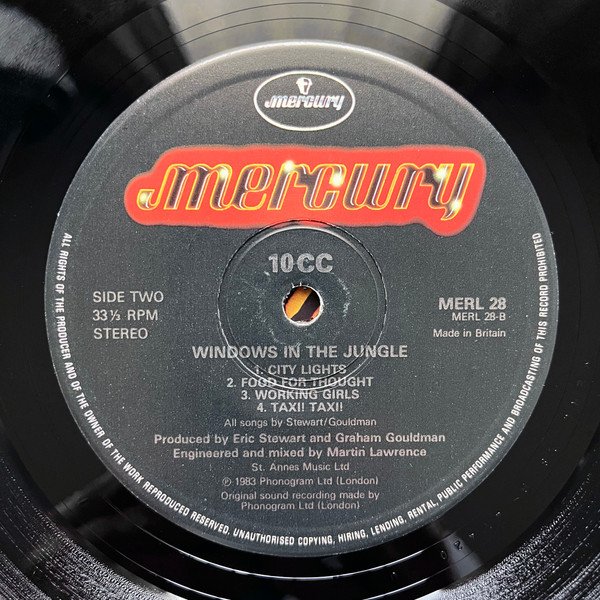 mercury
mercury
10CC
SIDE TWO
33⅓ RPM
STEREO
MERL 28
MERL 28-B
Made in Britain
WINDOWS IN THE JUNGLE
1. CITY LIGHTS
2. FOOD FOR THOUGHT
3. WORKING GIRLS
4. TAXI! TAXI!
All songs by Stewart/Gouldman
Produced by Eric Stewart and Graham Gouldman
Engineered and mixed by Martin Lawrence
St. Annes Music Ltd
℗ 1983 Phonogram Ltd (London)
Original sound recording made by
Phonogram Ltd (London)
ALL RIGHTS OF THE PRODUCER AND OF THE OWNER OF THE WORK REPRODUCED RESERVED. UNAUTHORISED COPYING, HIRING, LENDING, RENTAL, PUBLIC PERFORMANCE AND BROADCASTING OF THIS RECORD PROHIBITED